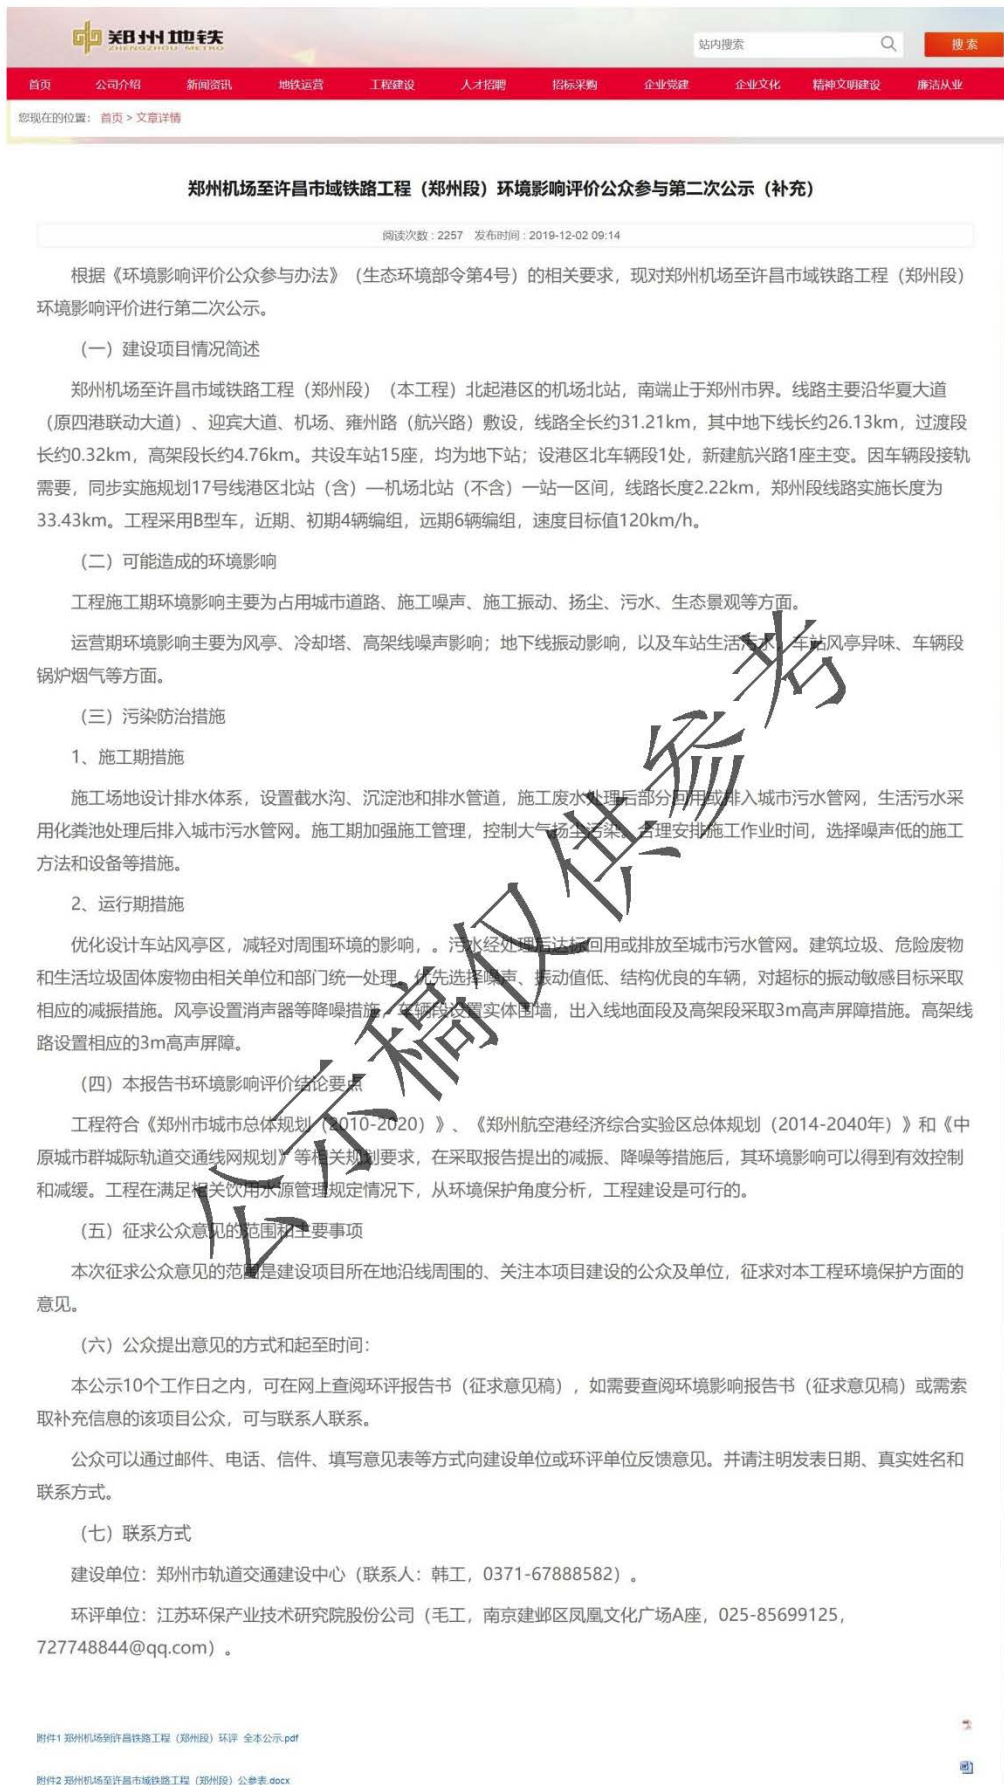 郑州地铁
ZHENGZHOU METRO
站内搜索
搜索
首页 公司介绍 新闻资讯 地铁运营 工程建设 人才招聘 招标采购 企业党建 企业文化 精神文明建设 廉洁从业
您现在的位置： 首页 > 文章详情
郑州机场至许昌市域铁路工程（郑州段）环境影响评价公众参与第二次公示（补充）
阅读次数：2257 发布时间：2019-12-02 09:14
根据《环境影响评价公众参与办法》（生态环境部令第4号）的相关要求，现对郑州机场至许昌市域铁路工程（郑州段）
环境影响评价进行第二次公示。
（一）建设项目情况简述
郑州机场至许昌市域铁路工程（郑州段）（本工程）北起港区的机场北站，南端止于郑州市界。线路主要沿华夏大道
（原四港联动大道）、迎宾大道、机场、雍州路（航兴路）敷设，线路全长约31.21km，其中地下线长约26.13km，过渡段
长约0.32km，高架段长约4.76km。共设车站15座，均为地下站；设港区北车辆段1处，新建航兴路1座主变。因车辆段接轨
需要，同步实施规划17号线港区北站（含）—机场北站（不含）一站一区间，线路长度2.22km，郑州段线路实施长度为
33.43km。工程采用B型车，近期、初期4辆编组，远期6辆编组，速度目标值120km/h。
（二）可能造成的环境影响
工程施工期环境影响主要为占用城市道路、施工噪声、施工振动、扬尘、污水、生态景观等方面。
运营期环境影响主要为风亭、冷却塔、高架线噪声影响；地下线振动影响，以及车站生活污水，车站风亭异味、车辆段
锅炉烟气等方面。
（三）污染防治措施
1、施工期措施
施工场地设计排水体系，设置截水沟、沉淀池和排水管道，施工废水处理后部分回用或排入城市污水管网，生活污水采
用化粪池处理后排入城市污水管网。施工期加强施工管理，控制大气扬尘污染。合理安排施工作业时间，选择噪声低的施工
方法和设备等措施。
2、运行期措施
优化设计车站风亭区，减轻对周围环境的影响，。污水经处理后达标回用或排放至城市污水管网。建筑垃圾、危险废物
和生活垃圾固体废物由相关单位和部门统一处理。优先选择噪声、振动值低、结构优良的车辆，对超标的振动敏感目标采取
相应的减振措施。风亭设置消声器等降噪措施，车辆段设置实体围墙，出入线地面段及高架段采取3m高声屏障措施。高架线
路设置相应的3m高声屏障。
（四）本报告书环境影响评价结论要点
工程符合《郑州市城市总体规划（2010-2020）》、《郑州航空港经济综合实验区总体规划（2014-2040年）》和《中
原城市群城际轨道交通线网规划》等相关规划要求，在采取报告提出的减振、降噪等措施后，其环境影响可以得到有效控制
和减缓。工程在满足相关饮用水源管理规定情况下，从环境保护角度分析，工程建设是可行的。
（五）征求公众意见的范围和主要事项
本次征求公众意见的范围是建设项目所在地沿线周围的、关注本项目建设的公众及单位，征求对本工程环境保护方面的
意见。
（六）公众提出意见的方式和起至时间：
本公示10个工作日之内，可在网上查阅环评报告书（征求意见稿），如需要查阅环境影响报告书（征求意见稿）或需索
取补充信息的该项目公众，可与联系人联系。
公众可以通过邮件、电话、信件、填写意见表等方式向建设单位或环评单位反馈意见。并请注明发表日期、真实姓名和
联系方式。
（七）联系方式
建设单位：郑州市轨道交通建设中心（联系人：韩工，0371-67888582）。
环评单位：江苏环保产业技术研究院股份公司（毛工，南京建邺区凤凰文化广场A座，025-85699125，
727748844@qq.com）。
附件1 郑州机场到许昌铁路工程（郑州段）环评 全本公示.pdf
附件2 郑州机场至许昌市域铁路工程（郑州段）公参表.docx
公示稿仅供参考